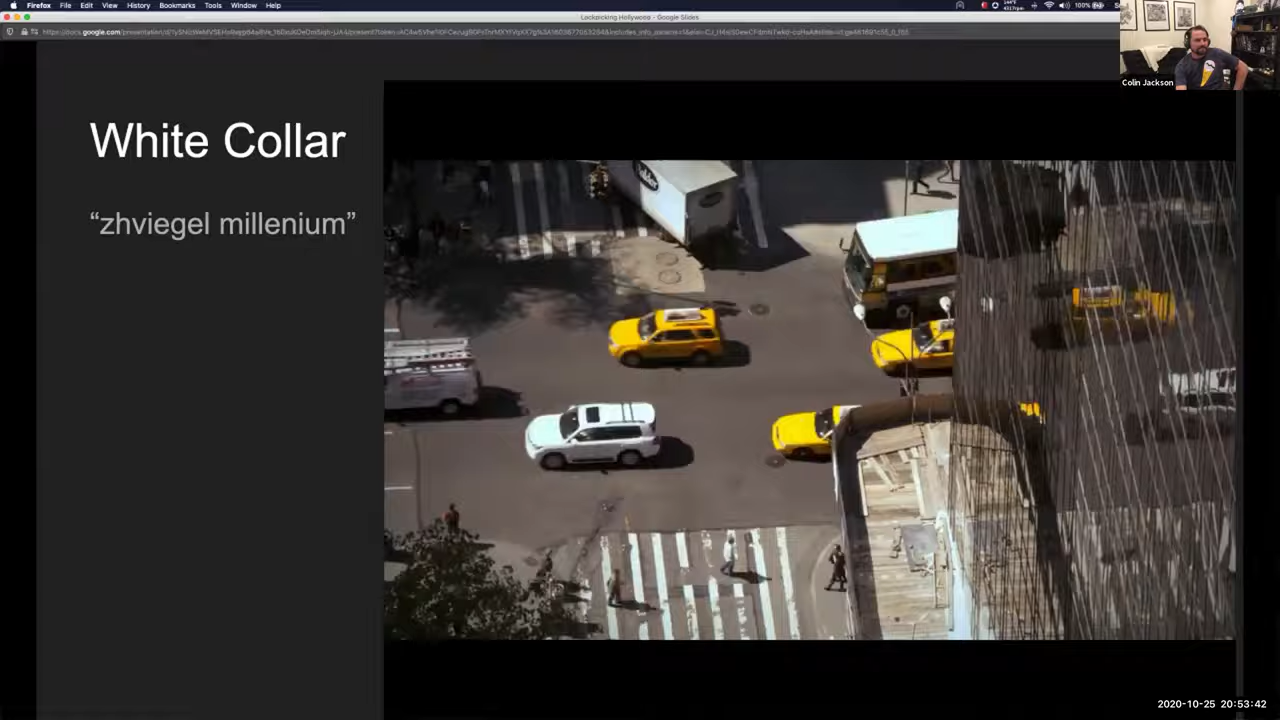 Firefox File Edit View History Bookmarks Tools Window Help
100%
Lockpicking Hollywood - Google Slides
Colin Jackson
White Collar
“zhviegel millenium”
2020-10-25 20:53:42